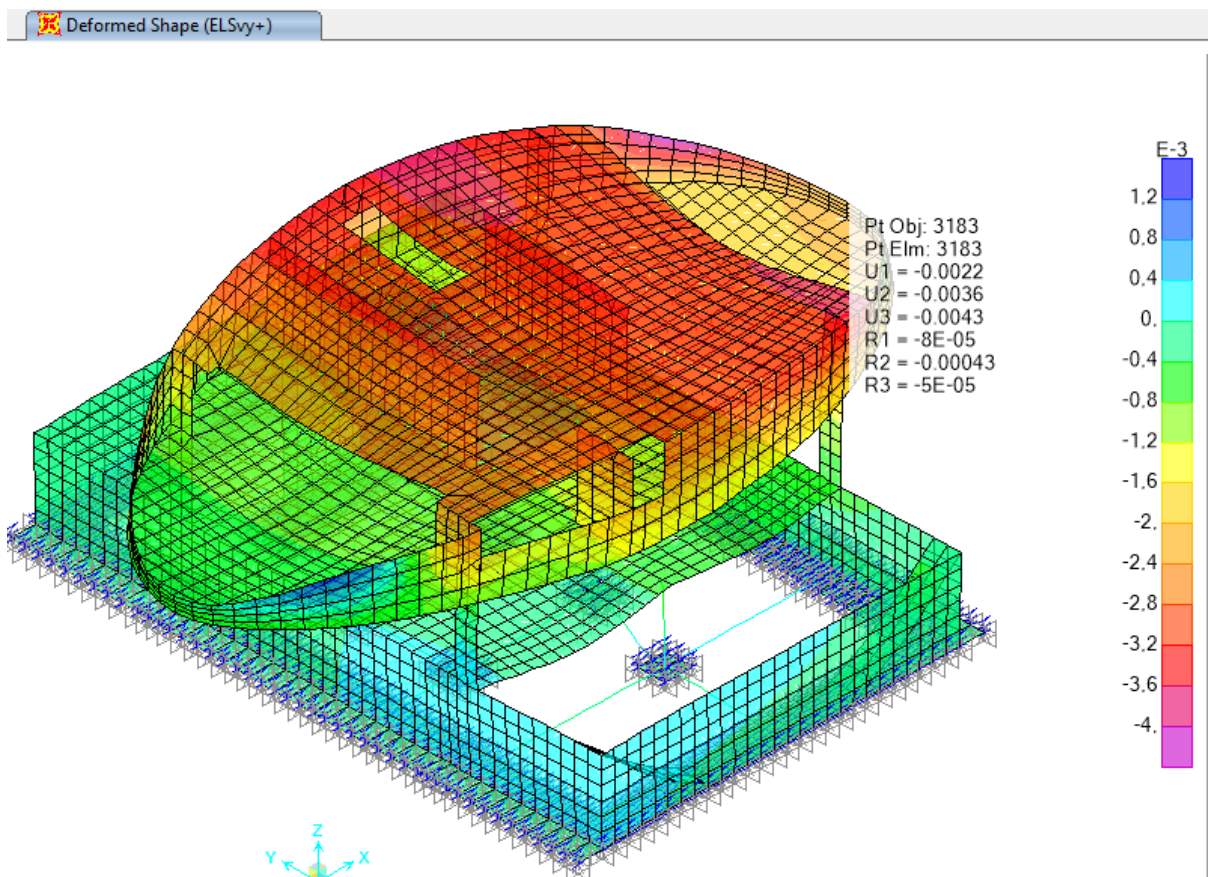 Deformed Shape (ELSvy+)
E-3
1.2
0.8
0.4
0.
-0.4
-0.8
-1.2
-1.6
-2.
-2.4
-2.8
-3.2
-3.6
-4.
Pt Obj: 3183
Pt Elm: 3183
U1 = -0.0022
U2 = -0.0036
U3 = -0.0043
R1 = -8E-05
R2 = -0.00043
R3 = -5E-05
Z
Y
X